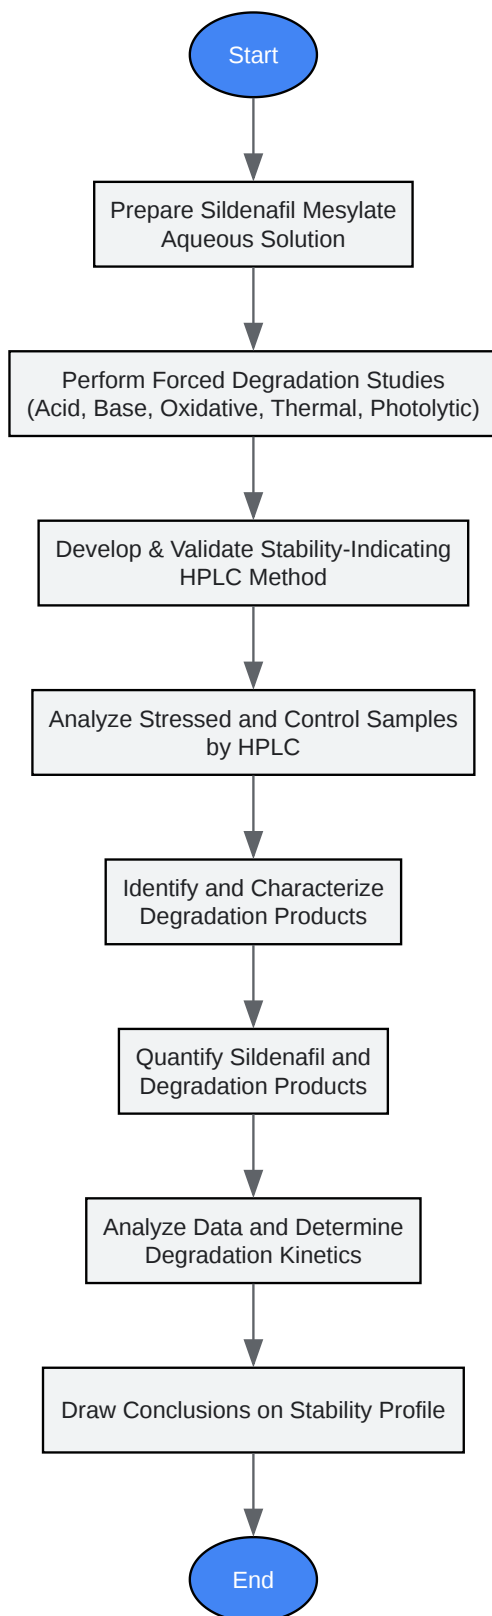 Start
Prepare Sildenafil Mesylate
Aqueous Solution
Perform Forced Degradation Studies
(Acid, Base, Oxidative, Thermal, Photolytic)
Develop & Validate Stability-Indicating
HPLC Method
Analyze Stressed and Control Samples
by HPLC
Identify and Characterize
Degradation Products
Quantify Sildenafil and
Degradation Products
Analyze Data and Determine
Degradation Kinetics
Draw Conclusions on Stability Profile
End